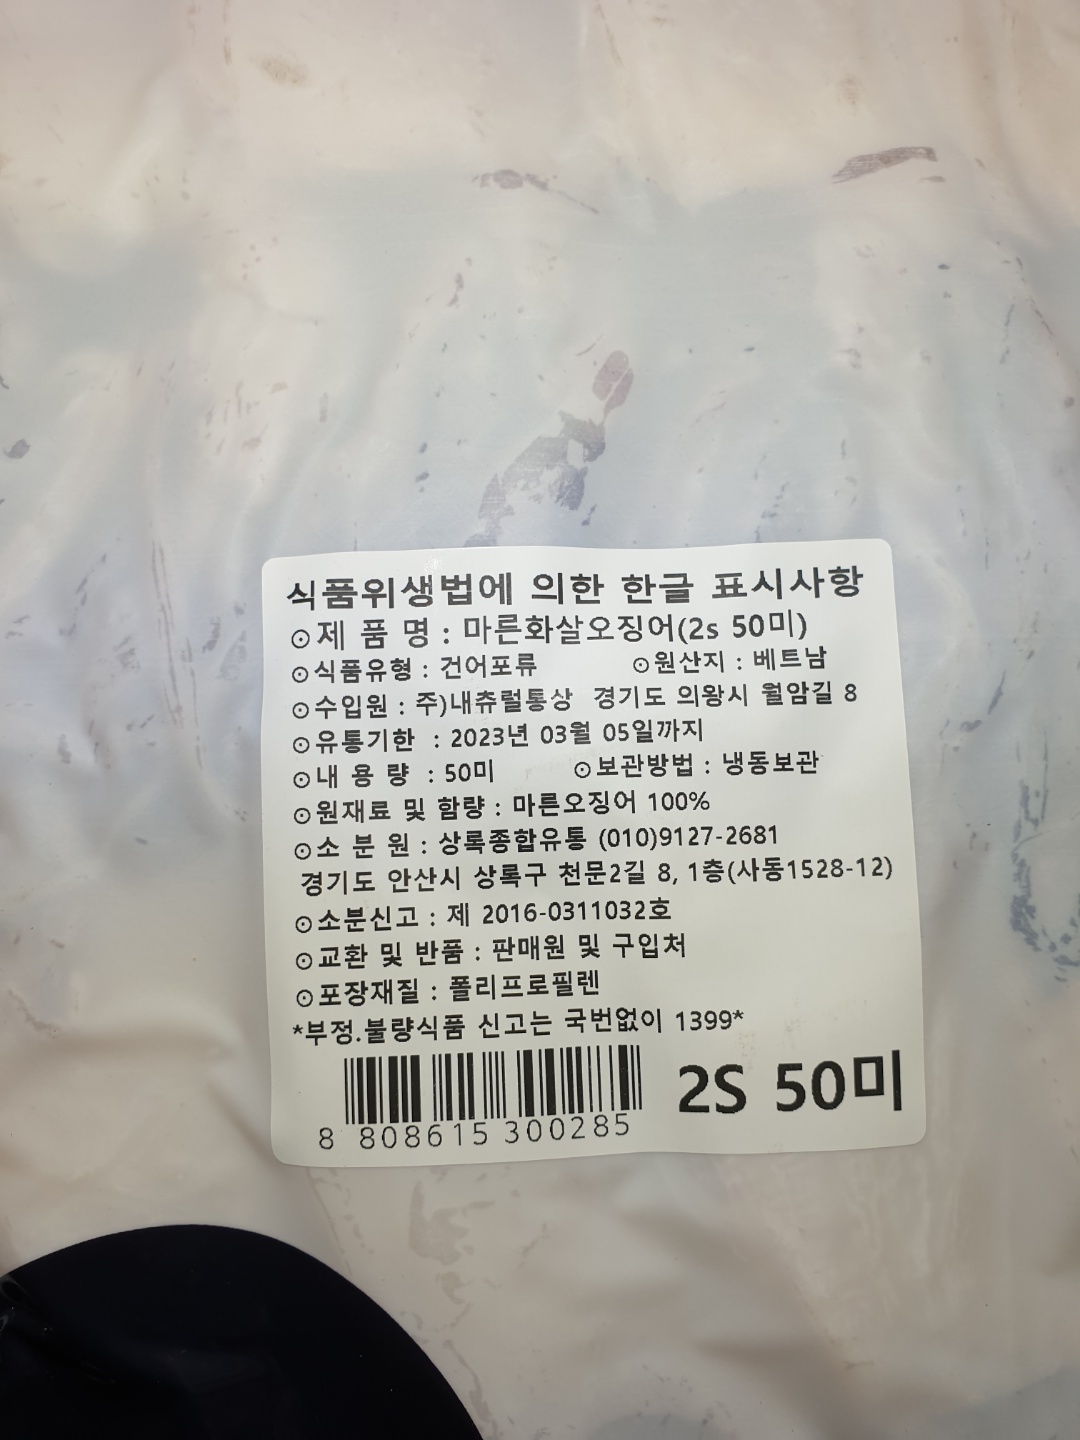 식품위생법에 의한 한글 표시사항
⊙제 품 명 : 마른화살오징어(2s 50미)
⊙식품유형 : 건어포류 ⊙원산지 : 베트남
⊙수입원 : 주)내츄럴통상 경기도 의왕시 월암길 8
⊙유통기한 : 2023년 03월 05일까지
⊙내 용 량 : 50미 ⊙보관방법 : 냉동보관
⊙원재료 및 함량 : 마른오징어 100%
⊙소 분 원 : 상록종합유통 (010)9127-2681
경기도 안산시 상록구 천문2길 8, 1층(사동1528-12)
⊙소분신고 : 제 2016-0311032호
⊙교환 및 반품 : 판매원 및 구입처
⊙포장재질 : 폴리프로필렌
*부정.불량식품 신고는 국번없이 1399*
2S 50미
8 808615 300285